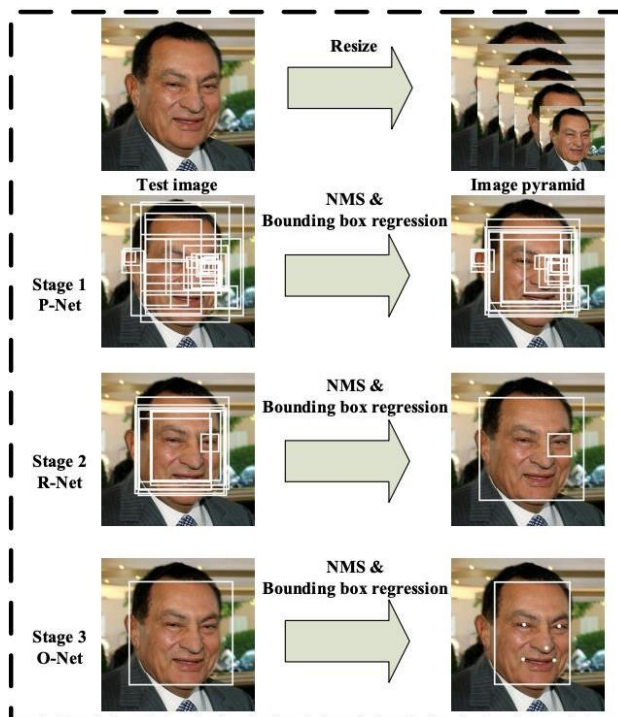 Resize
Test image
Image pyramid
NMS &
Bounding box regression
Stage 1
P-Net
NMS &
Bounding box regression
Stage 2
R-Net
NMS &
Bounding box regression
Stage 3
O-Net